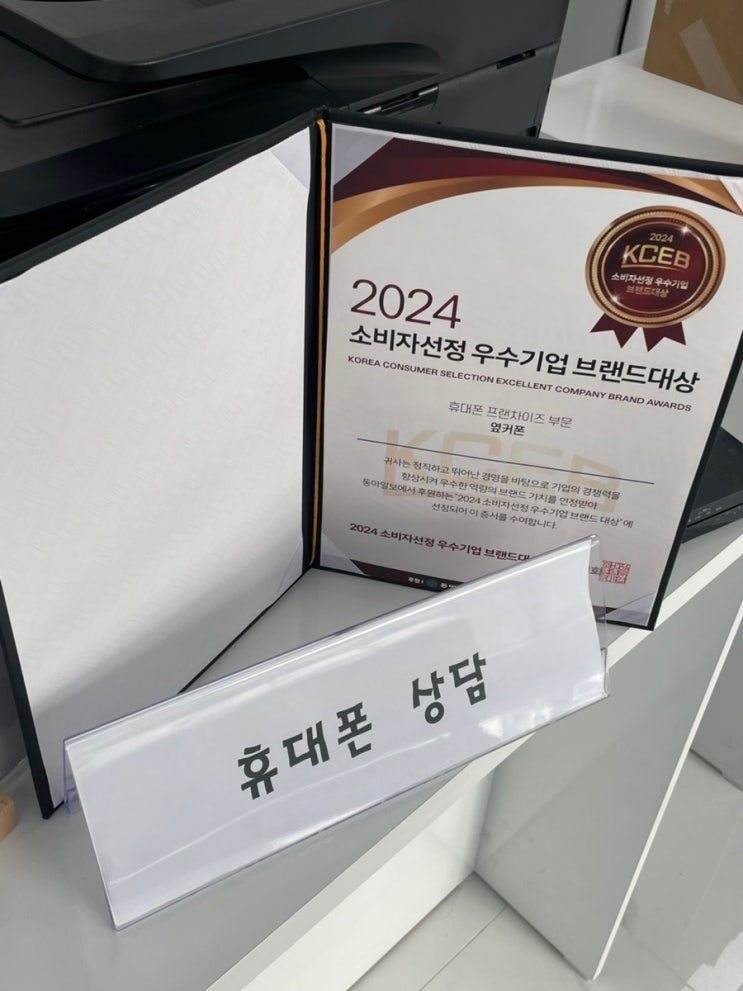 2024
KCEB
소비자선정 우수기업
브랜드대상
2024
소비자선정 우수기업 브랜드대상
KOREA CONSUMER SELECTION EXCELLENT COMPANY BRAND AWARDS
휴대폰 프랜차이즈 부문
옆커폰
KCEB
귀사는 정직하고 뛰어난 경영을 바탕으로 기업의 경쟁력을
향상시켜 우수한 역량의 브랜드 가치를 인정받아
동아일보에서 후원하는 "2024 소비자선정 우수기업 브랜드 대상"에
선정되어 이 증서를 수여합니다.
2024 소비자선정 우수기업 브랜드대
휴대폰 상담